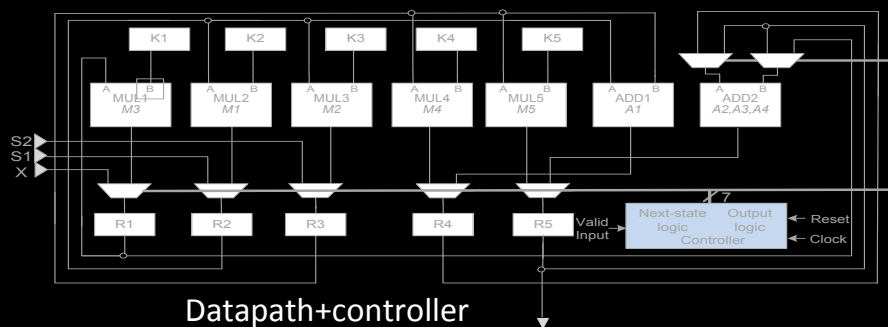 K1 K2 K3 K4 K5
A B A B A B A B A B A B A B
MUL1 MUL2 MUL3 MUL4 MUL5 ADD1 ADD2
M3 M1 M2 M4 M5 A1 A2,A3,A4
S2
S1
X
7
R1 R2 R3 R4 R5
Valid
Input
Next-state
logic
Output
logic
Controller
Reset
Clock
Datapath+controller